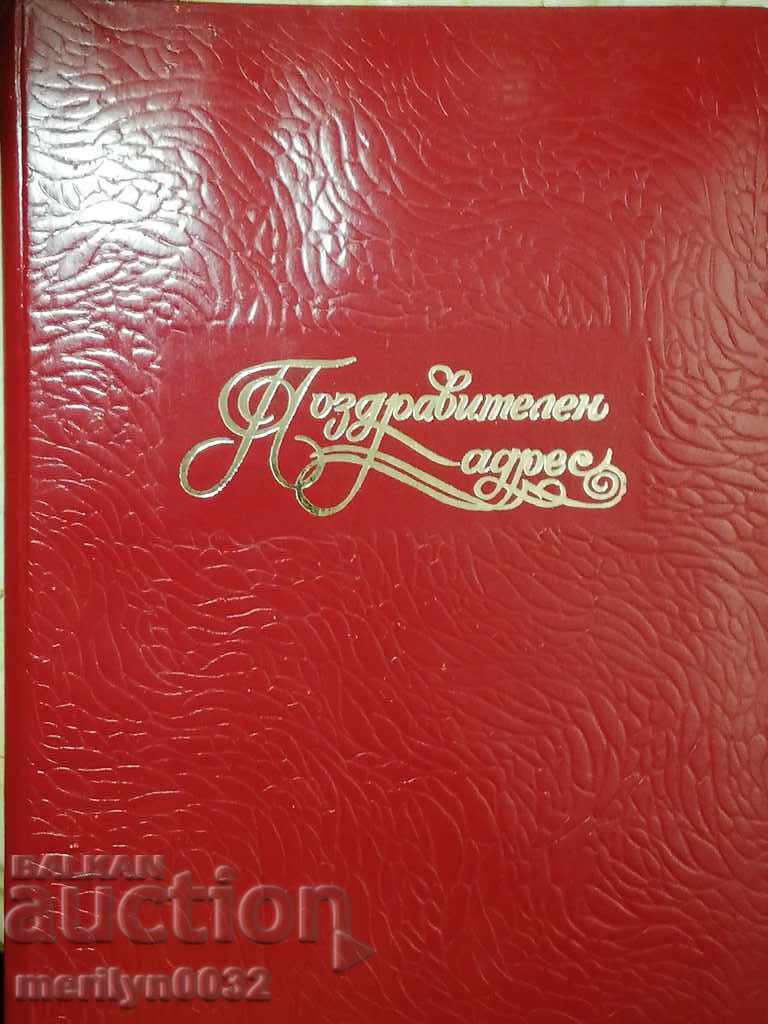 Поздравителен
адрес
BALKAN
auction
merilyn0032